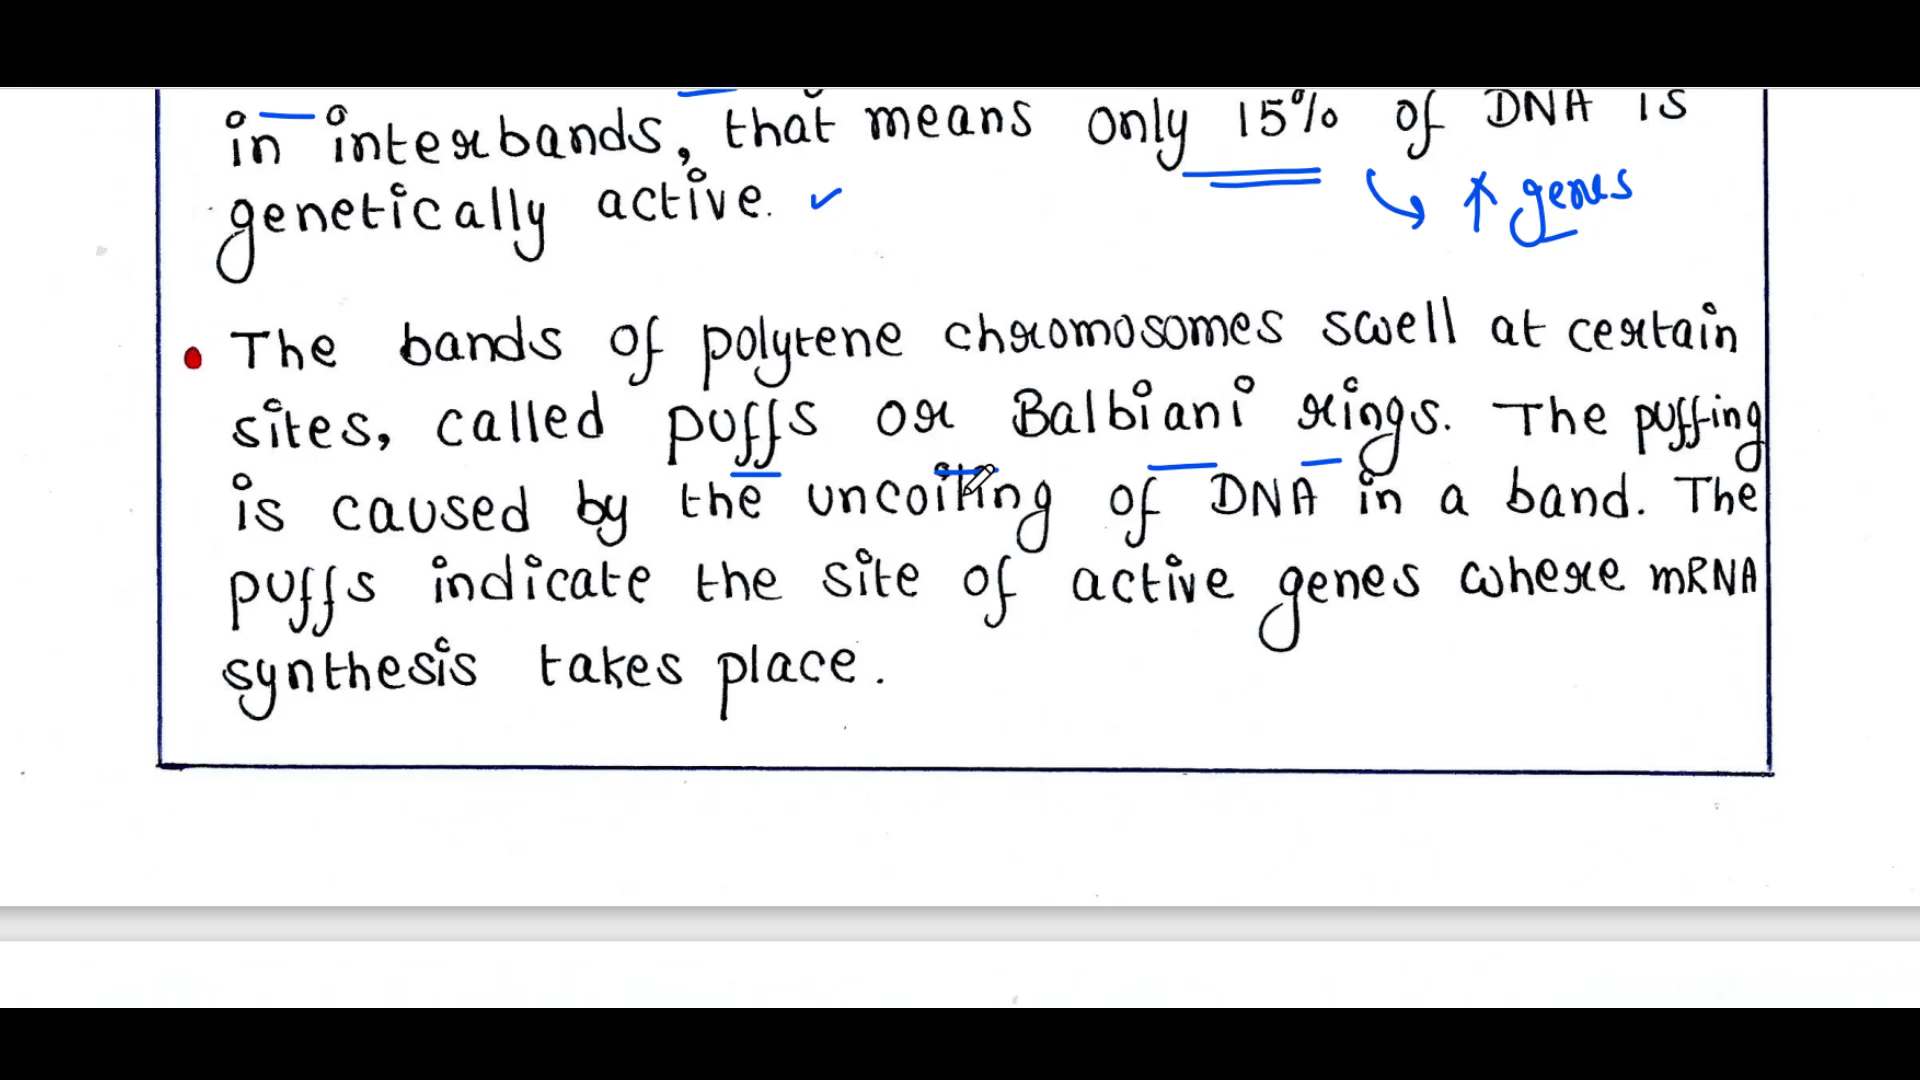 in interbands, that means only 15% of DNA is
genetically active. ↑ genes
The bands of polytene chromosomes swell at certain
sites, called puffs or Balbiani rings. The puffing
is caused by the uncoiling of DNA in a band. The
puffs indicate the site of active genes where mRNA
synthesis takes place.